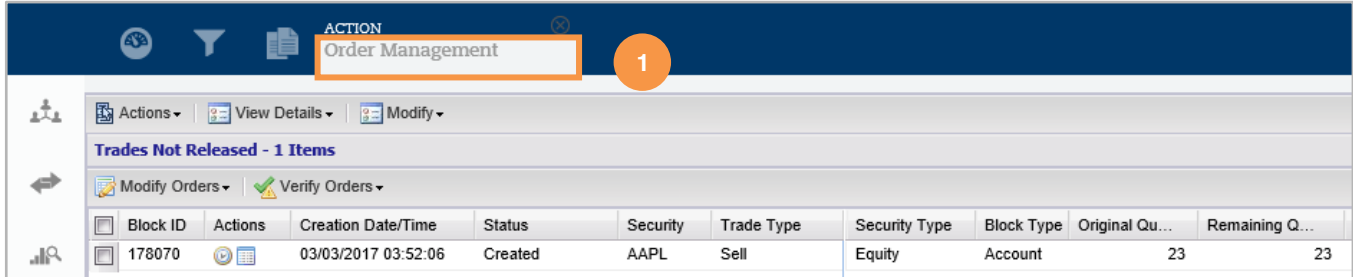 ACTION
Order Management
1
Actions View Details Modify
Trades Not Released - 1 Items
Modify Orders Verify Orders
Block ID Actions Creation Date/Time Status Security Trade Type Security Type Block Type Original Qu... Remaining Q...
178070 03/03/2017 03:52:06 Created AAPL Sell Equity Account 23 23